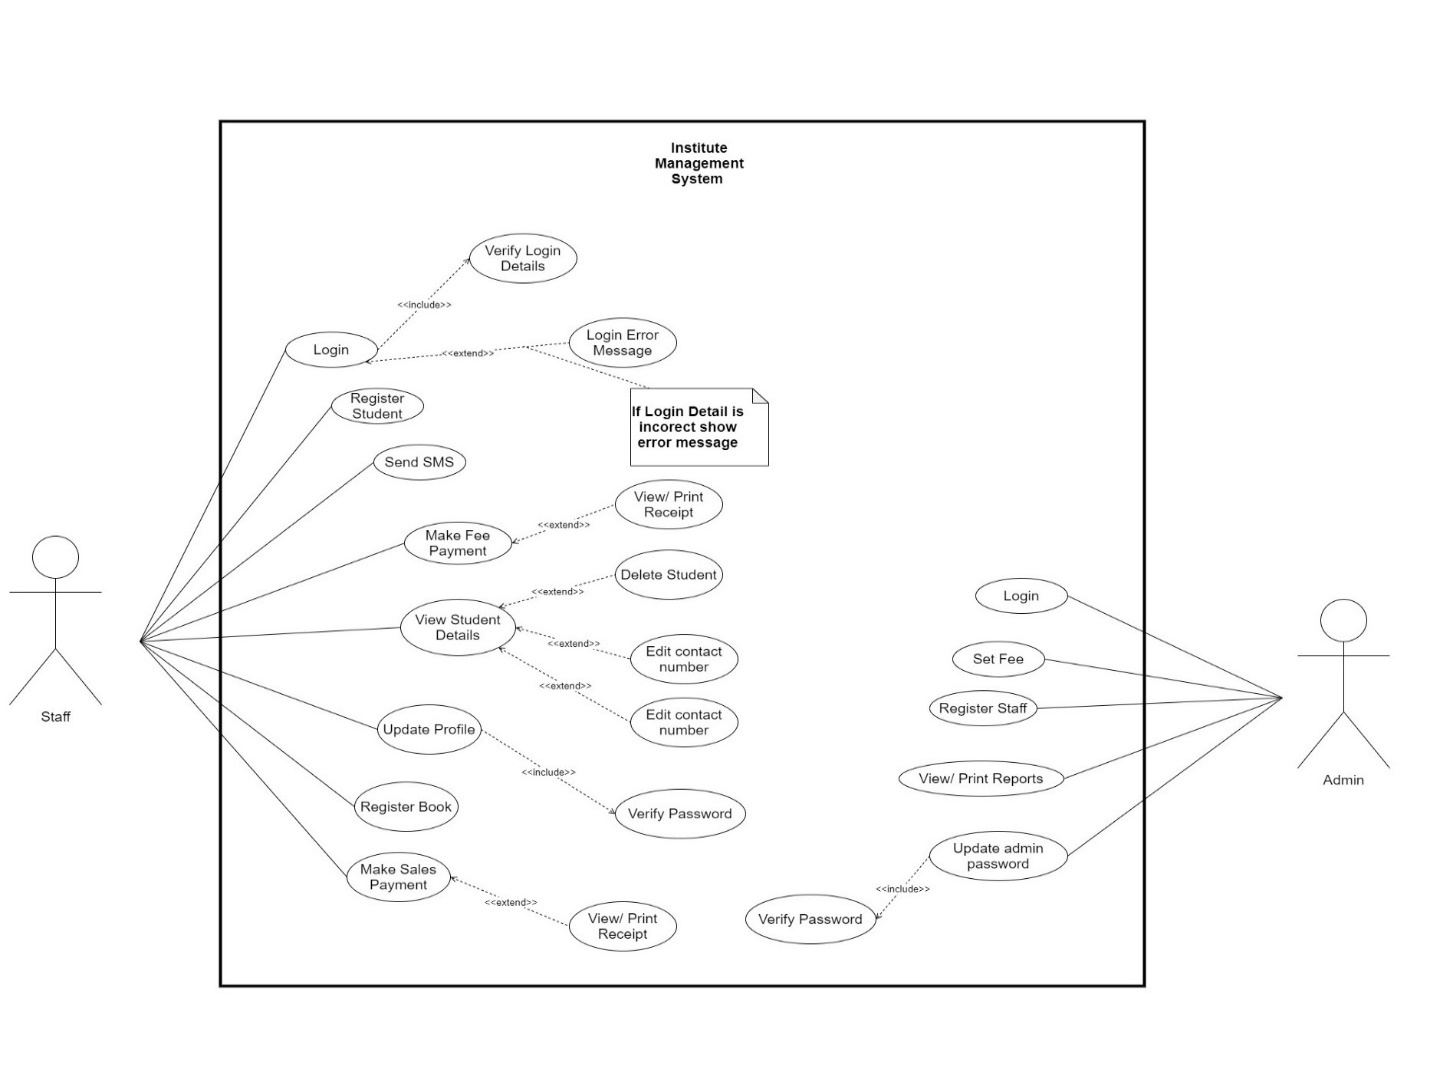 Institute
Management
System
Verify Login
Details
<<include>>
Login
<<extend>>
Login Error
Message
Register
Student
If Login Detail is
incorect show
error message
Send SMS
View/ Print
Receipt
<<extend>>
Make Fee
Payment
Delete Student
<<extend>>
View Student
Details
<<extend>>
Edit contact
number
<<extend>>
Edit contact
number
Update Profile
<<include>>
Verify Password
Register Book
Make Sales
Payment
<<extend>>
View/ Print
Receipt
Staff
Login
Set Fee
Register Staff
View/ Print Reports
Update admin
password
<<include>>
Verify Password
Admin